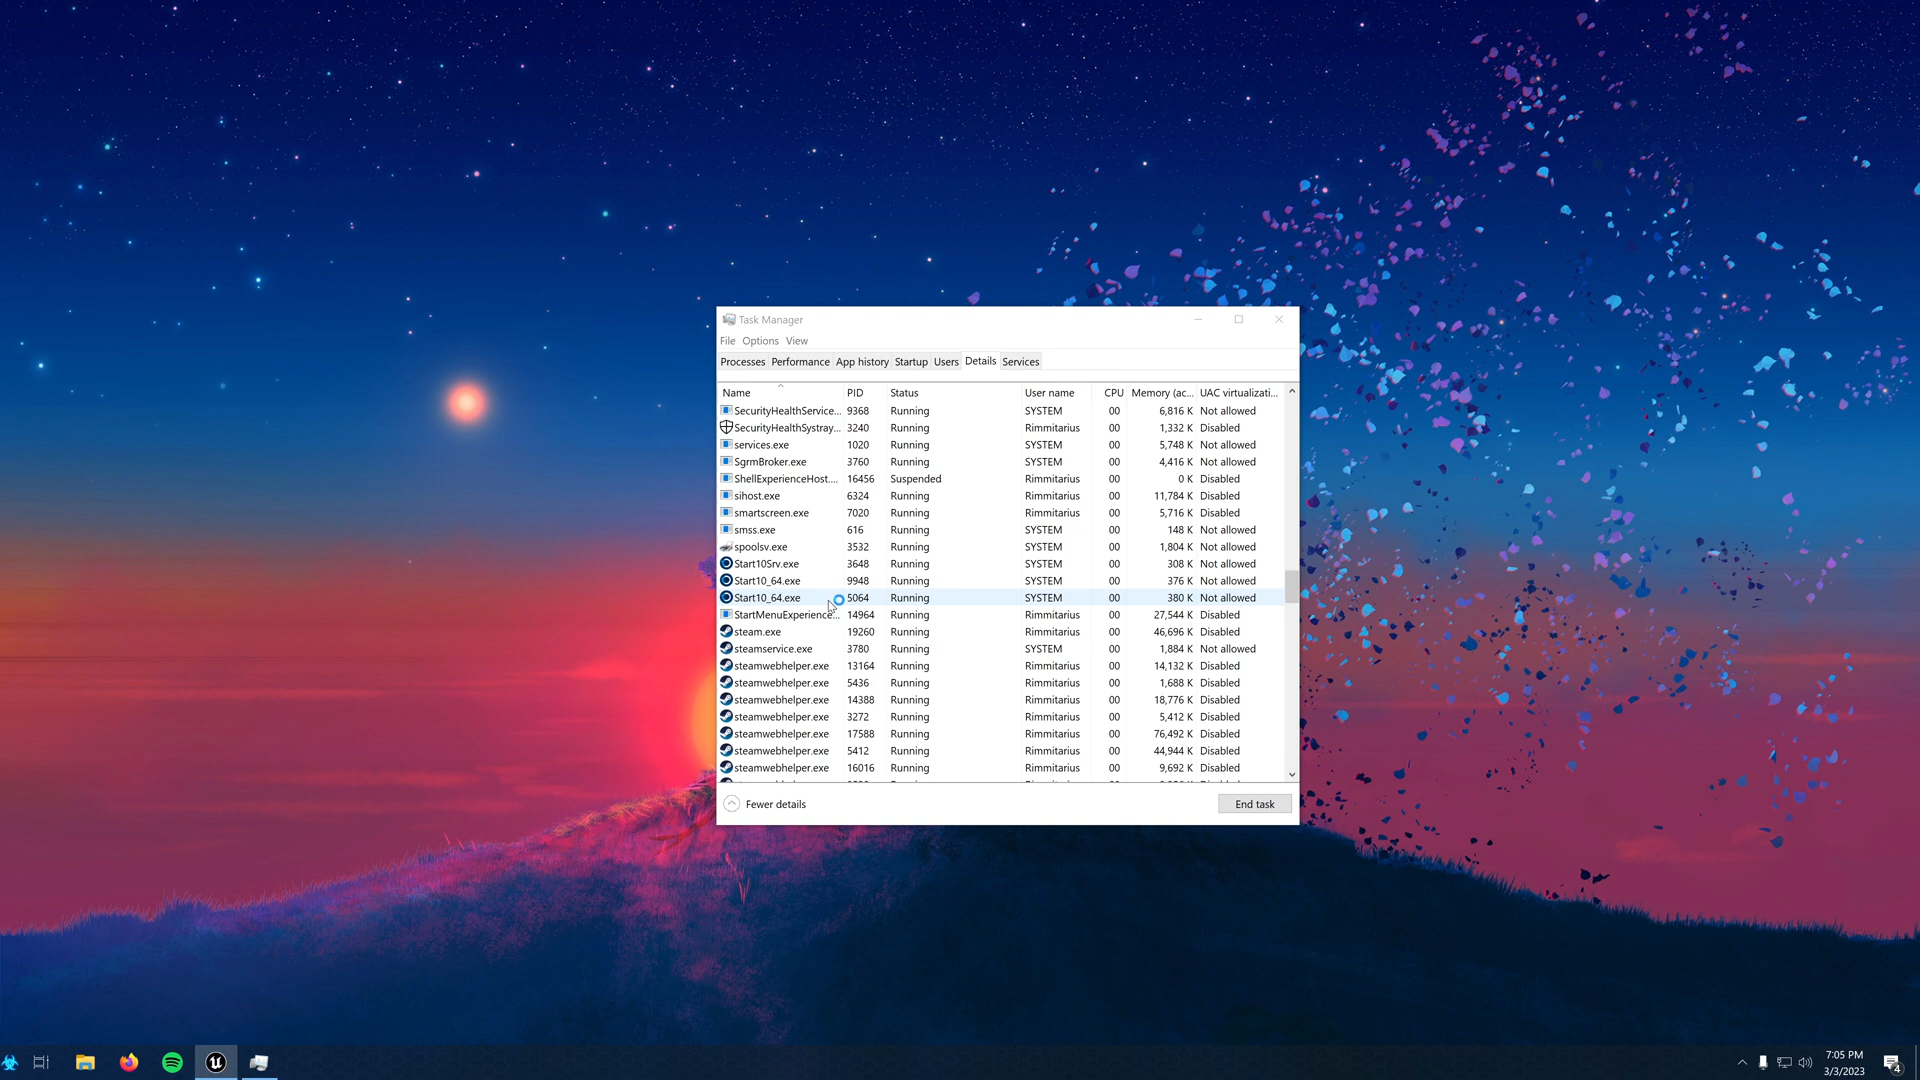 Task Manager
File Options View
Processes Performance App history Startup Users Details Services
Name PID Status User name CPU Memory (ac... UAC virtualizati...
SecurityHealthService... 9368 Running SYSTEM 00 6,816 K Not allowed
SecurityHealthSystray... 3240 Running Rimmitarius 00 1,332 K Disabled
services.exe 1020 Running SYSTEM 00 5,748 K Not allowed
SgrmBroker.exe 3760 Running SYSTEM 00 4,416 K Not allowed
ShellExperienceHost.... 16456 Suspended Rimmitarius 00 0 K Disabled
sihost.exe 6324 Running Rimmitarius 00 11,784 K Disabled
smartscreen.exe 7020 Running Rimmitarius 00 5,716 K Disabled
smss.exe 616 Running SYSTEM 00 148 K Not allowed
spoolsv.exe 3532 Running SYSTEM 00 1,804 K Not allowed
Start10Srv.exe 3648 Running SYSTEM 00 308 K Not allowed
Start10_64.exe 9948 Running SYSTEM 00 376 K Not allowed
Start10_64.exe 5064 Running SYSTEM 00 380 K Not allowed
StartMenuExperience... 14964 Running Rimmitarius 00 27,544 K Disabled
steam.exe 19260 Running Rimmitarius 00 46,696 K Disabled
steamservice.exe 3780 Running SYSTEM 00 1,884 K Not allowed
steamwebhelper.exe 13164 Running Rimmitarius 00 14,132 K Disabled
steamwebhelper.exe 5436 Running Rimmitarius 00 1,688 K Disabled
steamwebhelper.exe 14388 Running Rimmitarius 00 18,776 K Disabled
steamwebhelper.exe 3272 Running Rimmitarius 00 5,412 K Disabled
steamwebhelper.exe 17588 Running Rimmitarius 00 76,492 K Disabled
steamwebhelper.exe 5412 Running Rimmitarius 00 44,944 K Disabled
steamwebhelper.exe 16016 Running Rimmitarius 00 9,692 K Disabled
Fewer details End task
7:05 PM
3/3/2023
4